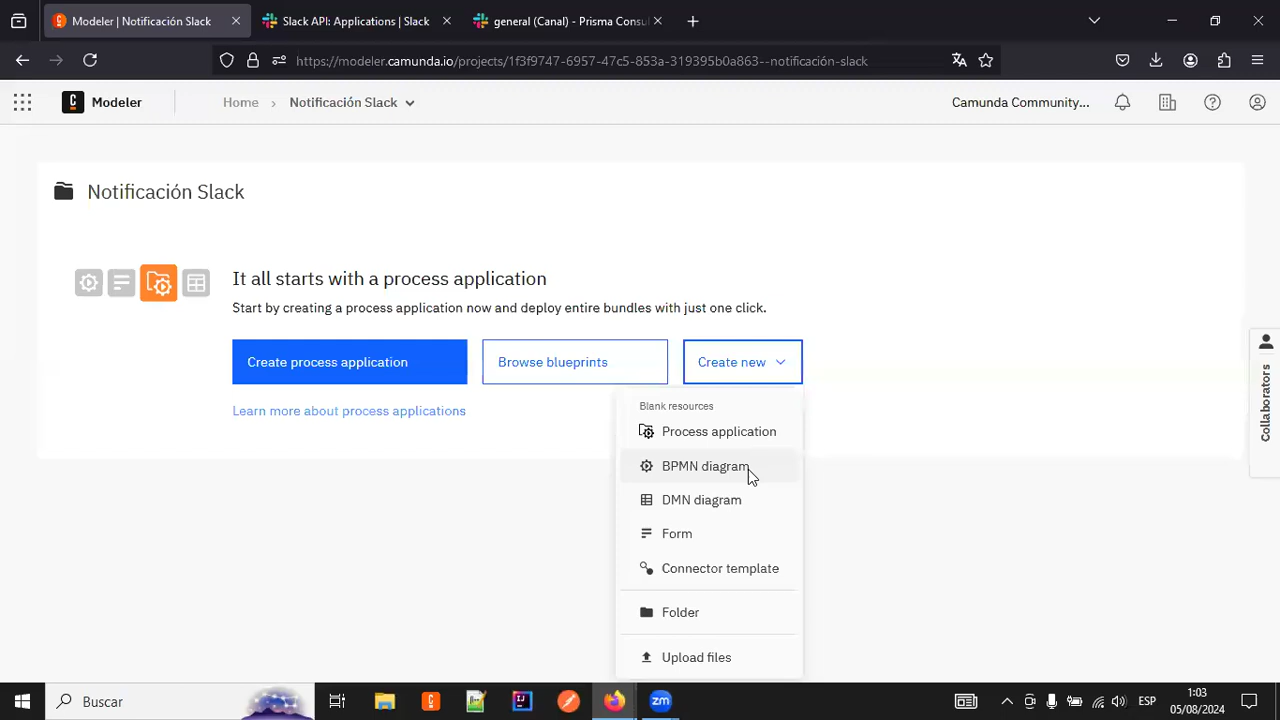 Modeler | Notificación Slack
Slack API: Applications | Slack
general (Canal) - Prisma Consul
https://modeler.camunda.io/projects/1f3f9747-6957-47c5-853a-319395b0a863--notificación-slack
Modeler
Home
Notificación Slack
Camunda Community...
Notificación Slack
It all starts with a process application
Start by creating a process application now and deploy entire bundles with just one click.
Create process application
Browse blueprints
Create new
Learn more about process applications
Blank resources
Process application
BPMN diagram
DMN diagram
Form
Connector template
Folder
Upload files
Collaborators
Buscar
zm
ESP
1:03
05/08/2024